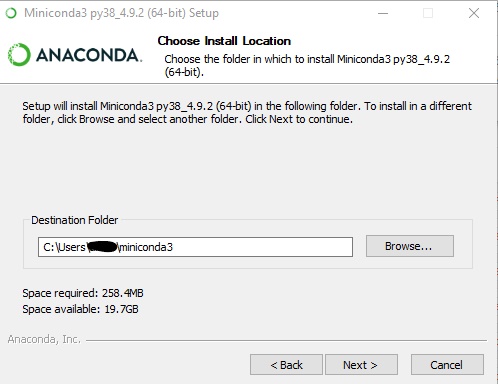 Miniconda3 py38_4.9.2 (64-bit) Setup
ANACONDA.
Choose Install Location
Choose the folder in which to install Miniconda3 py38_4.9.2
(64-bit).
Setup will install Miniconda3 py38_4.9.2 (64-bit) in the following folder. To install in a different
folder, click Browse and select another folder. Click Next to continue.
Destination Folder
C:\Users\ \miniconda3
Browse...
Space required: 258.4MB
Space available: 19.7GB
Anaconda, Inc.
< Back
Next >
Cancel